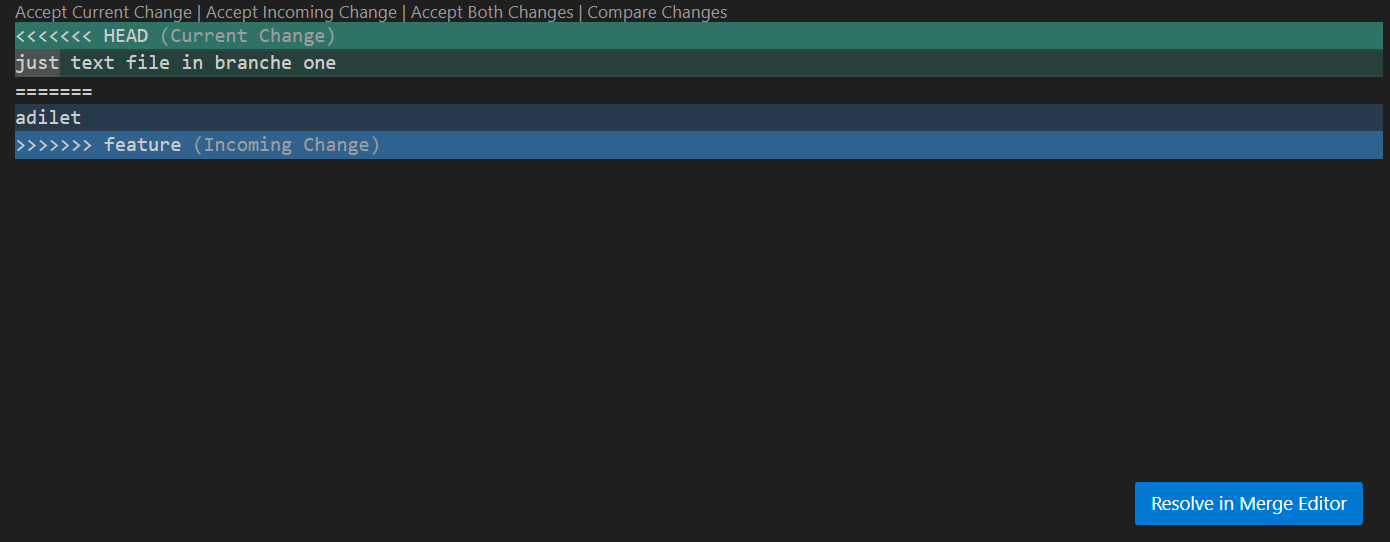 Accept Current Change | Accept Incoming Change | Accept Both Changes | Compare Changes
<<<<<<< HEAD (Current Change)
just text file in branche one
=======
adilet
>>>>>>> feature (Incoming Change)
Resolve in Merge Editor